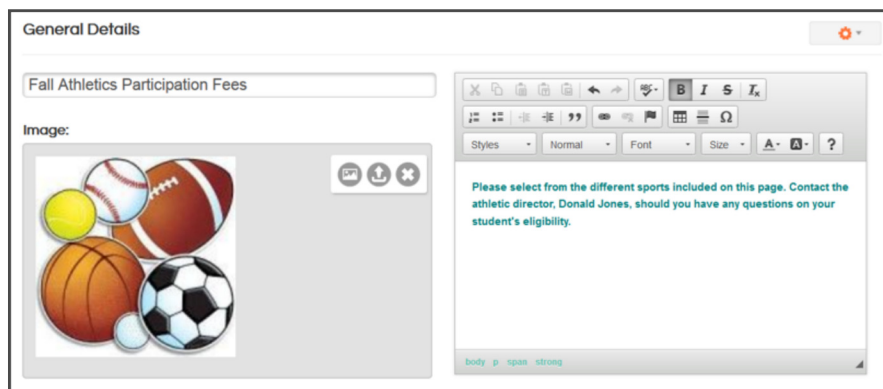 General Details
Fall Athletics Participation Fees
Image:
ABC
B I S Tx
Ω
Styles Normal Font Size A A ?
Please select from the different sports included on this page. Contact the
athletic director, Donald Jones, should you have any questions on your
student's eligibility.
body p span strong